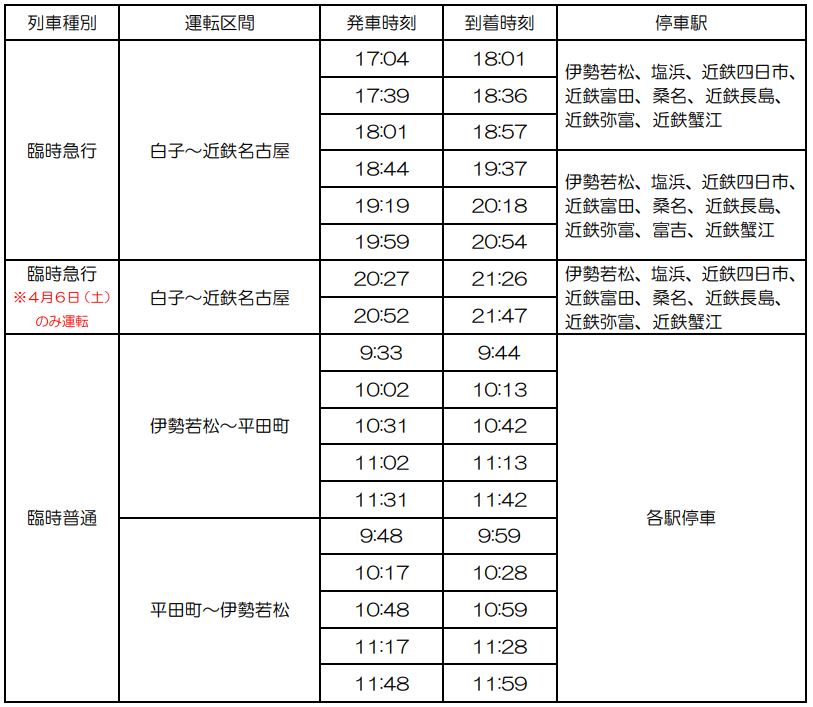 列車種別 運転区間 発車時刻 到着時刻 停車駅
臨時急行 白子～近鉄名古屋
17:04 18:01
17:39 18:36
18:01 18:57
伊勢若松、塩浜、近鉄四日市、
近鉄富田、桑名、近鉄長島、
近鉄弥富、近鉄蟹江
18:44 19:37
19:19 20:18
19:59 20:54
伊勢若松、塩浜、近鉄四日市、
近鉄富田、桑名、近鉄長島、
近鉄弥富、富吉、近鉄蟹江
臨時急行
※４月６日（土）
のみ運転
白子～近鉄名古屋
20:27 21:26
20:52 21:47
伊勢若松、塩浜、近鉄四日市、
近鉄富田、桑名、近鉄長島、
近鉄弥富、近鉄蟹江
臨時普通
伊勢若松～平田町
9:33 9:44
10:02 10:13
10:31 10:42
11:02 11:13
11:31 11:42
平田町～伊勢若松
9:48 9:59
10:17 10:28
10:48 10:59
11:17 11:28
11:48 11:59
各駅停車